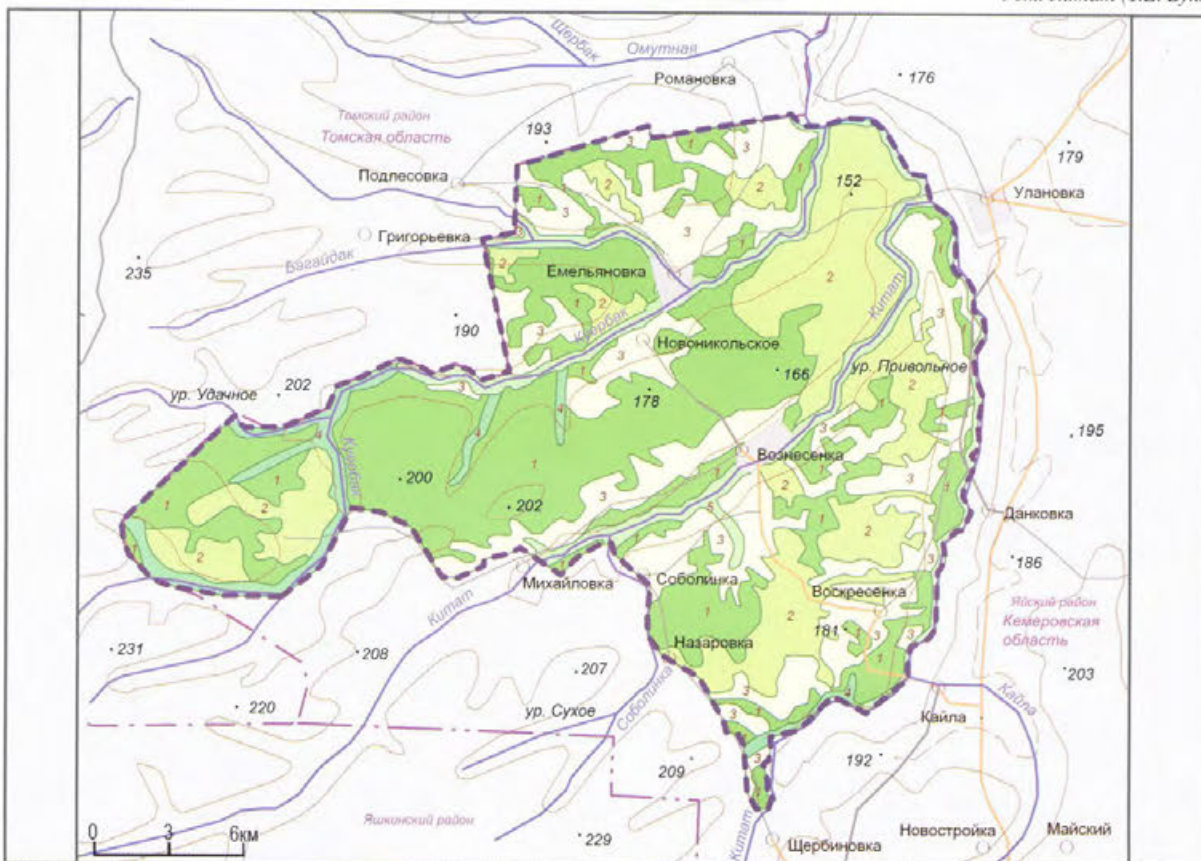 Щербак
Омутная
Романовка
176
Томский район
Томская область
193
179
Подлесовка
152
Улановка
Григорьевка
Багайдак
235
Емельяновка
Китат
190
Куербак
Новоникольское
ур. Привольное
166
ур. Удачное
202
178
195
Куербак
Вознесенка
200
202
Данковка
186
Михайловка
Соболинка
Воскресенка
Яйский район
Кемеровская
область
Китат
181
Назаровка
231
208
207
203
220
ур. Сухое
Соболинка
Кайла
Кайла
209
192
Яшкинский район
0 3 6км
229
Китат
Щербиновка
Новостройка
Майский